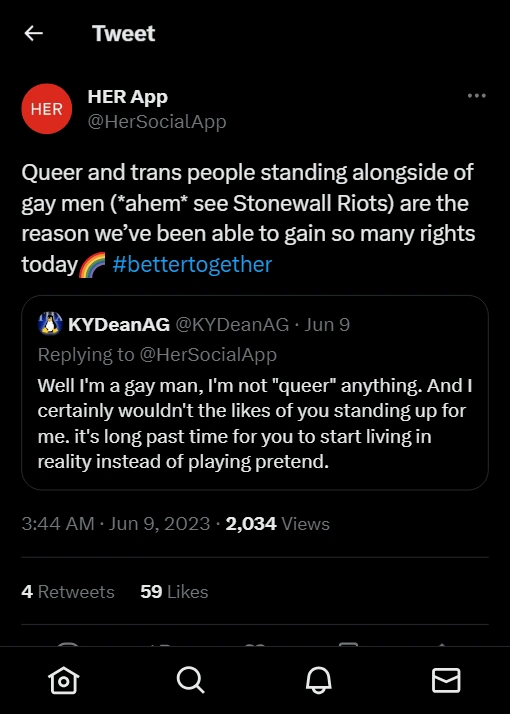 Tweet
HER
HER App
@HerSocialApp
Queer and trans people standing alongside of
gay men (*ahem* see Stonewall Riots) are the
reason we’ve been able to gain so many rights
today🌈 #bettertogether
KYDeanAG @KYDeanAG · Jun 9
Replying to @HerSocialApp
Well I'm a gay man, I'm not "queer" anything. And I
certainly wouldn't the likes of you standing up for
me. it's long past time for you to start living in
reality instead of playing pretend.
3:44 AM · Jun 9, 2023 · 2,034 Views
4 Retweets 59 Likes